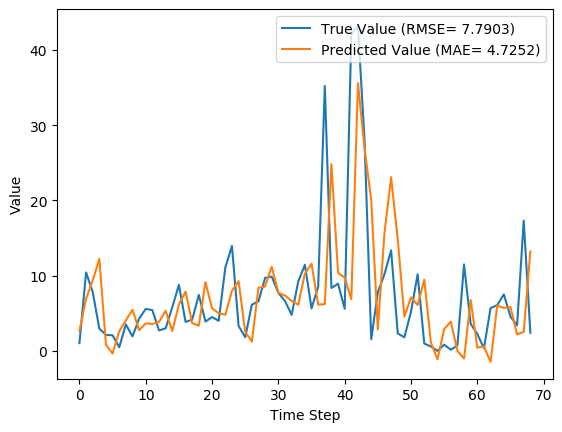 True Value (RMSE= 7.7903)
Predicted Value (MAE= 4.7252)
40
30
20
10
0
Value
0 10 20 30 40 50 60 70
Time Step